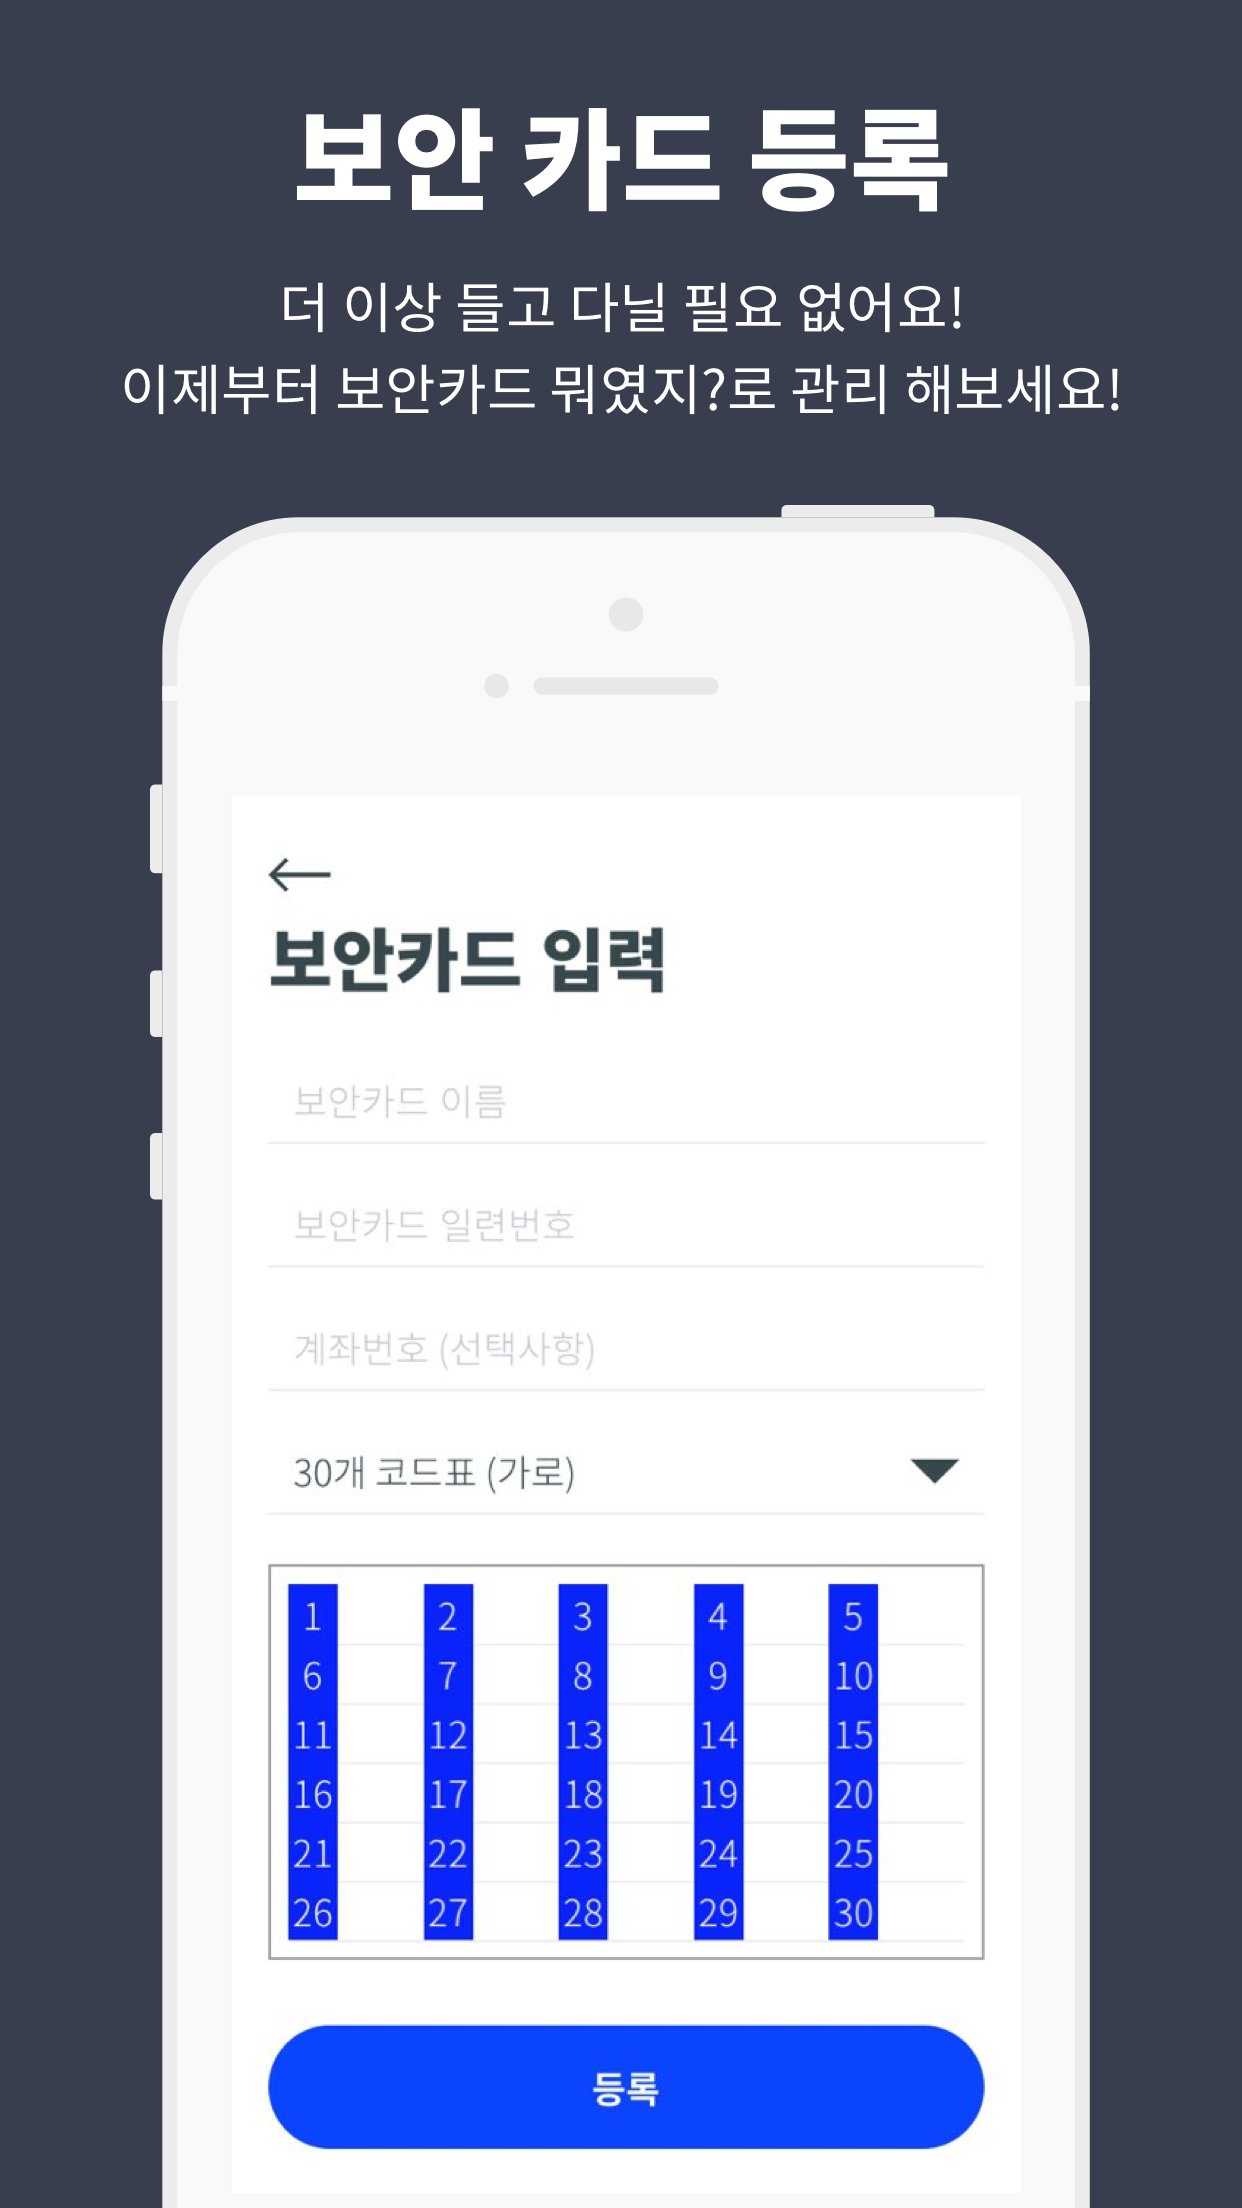 보안 카드 등록
더 이상 들고 다닐 필요 없어요!
이제부터 보안카드 뭐였지?로 관리 해보세요!
보안카드 입력
보안카드 이름
보안카드 일련번호
계좌번호 (선택사항)
30개 코드표 (가로)
1 2 3 4 5
6 7 8 9 10
11 12 13 14 15
16 17 18 19 20
21 22 23 24 25
26 27 28 29 30
등록